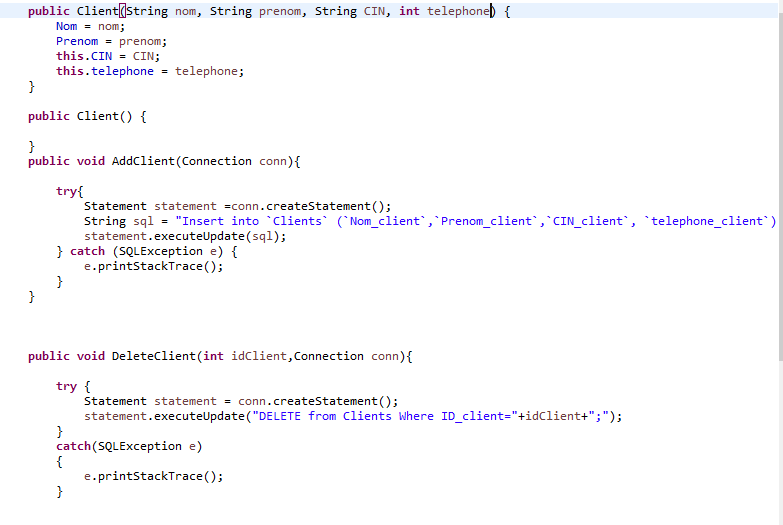 public Client(String nom, String prenom, String CIN, int telephone) {
Nom = nom;
Prenom = prenom;
this.CIN = CIN;
this.telephone = telephone;
}
public Client() {
}
public void AddClient(Connection conn){
try{
Statement statement =conn.createStatement();
String sql = "Insert into `Clients` (`Nom_client`,`Prenom_client`,`CIN_client`, `telephone_client`)
statement.executeUpdate(sql);
} catch (SQLException e) {
e.printStackTrace();
}
}
public void DeleteClient(int idClient,Connection conn){
try {
Statement statement = conn.createStatement();
statement.executeUpdate("DELETE from Clients Where ID_client="+idClient+";");
}
catch(SQLException e)
{
e.printStackTrace();
}